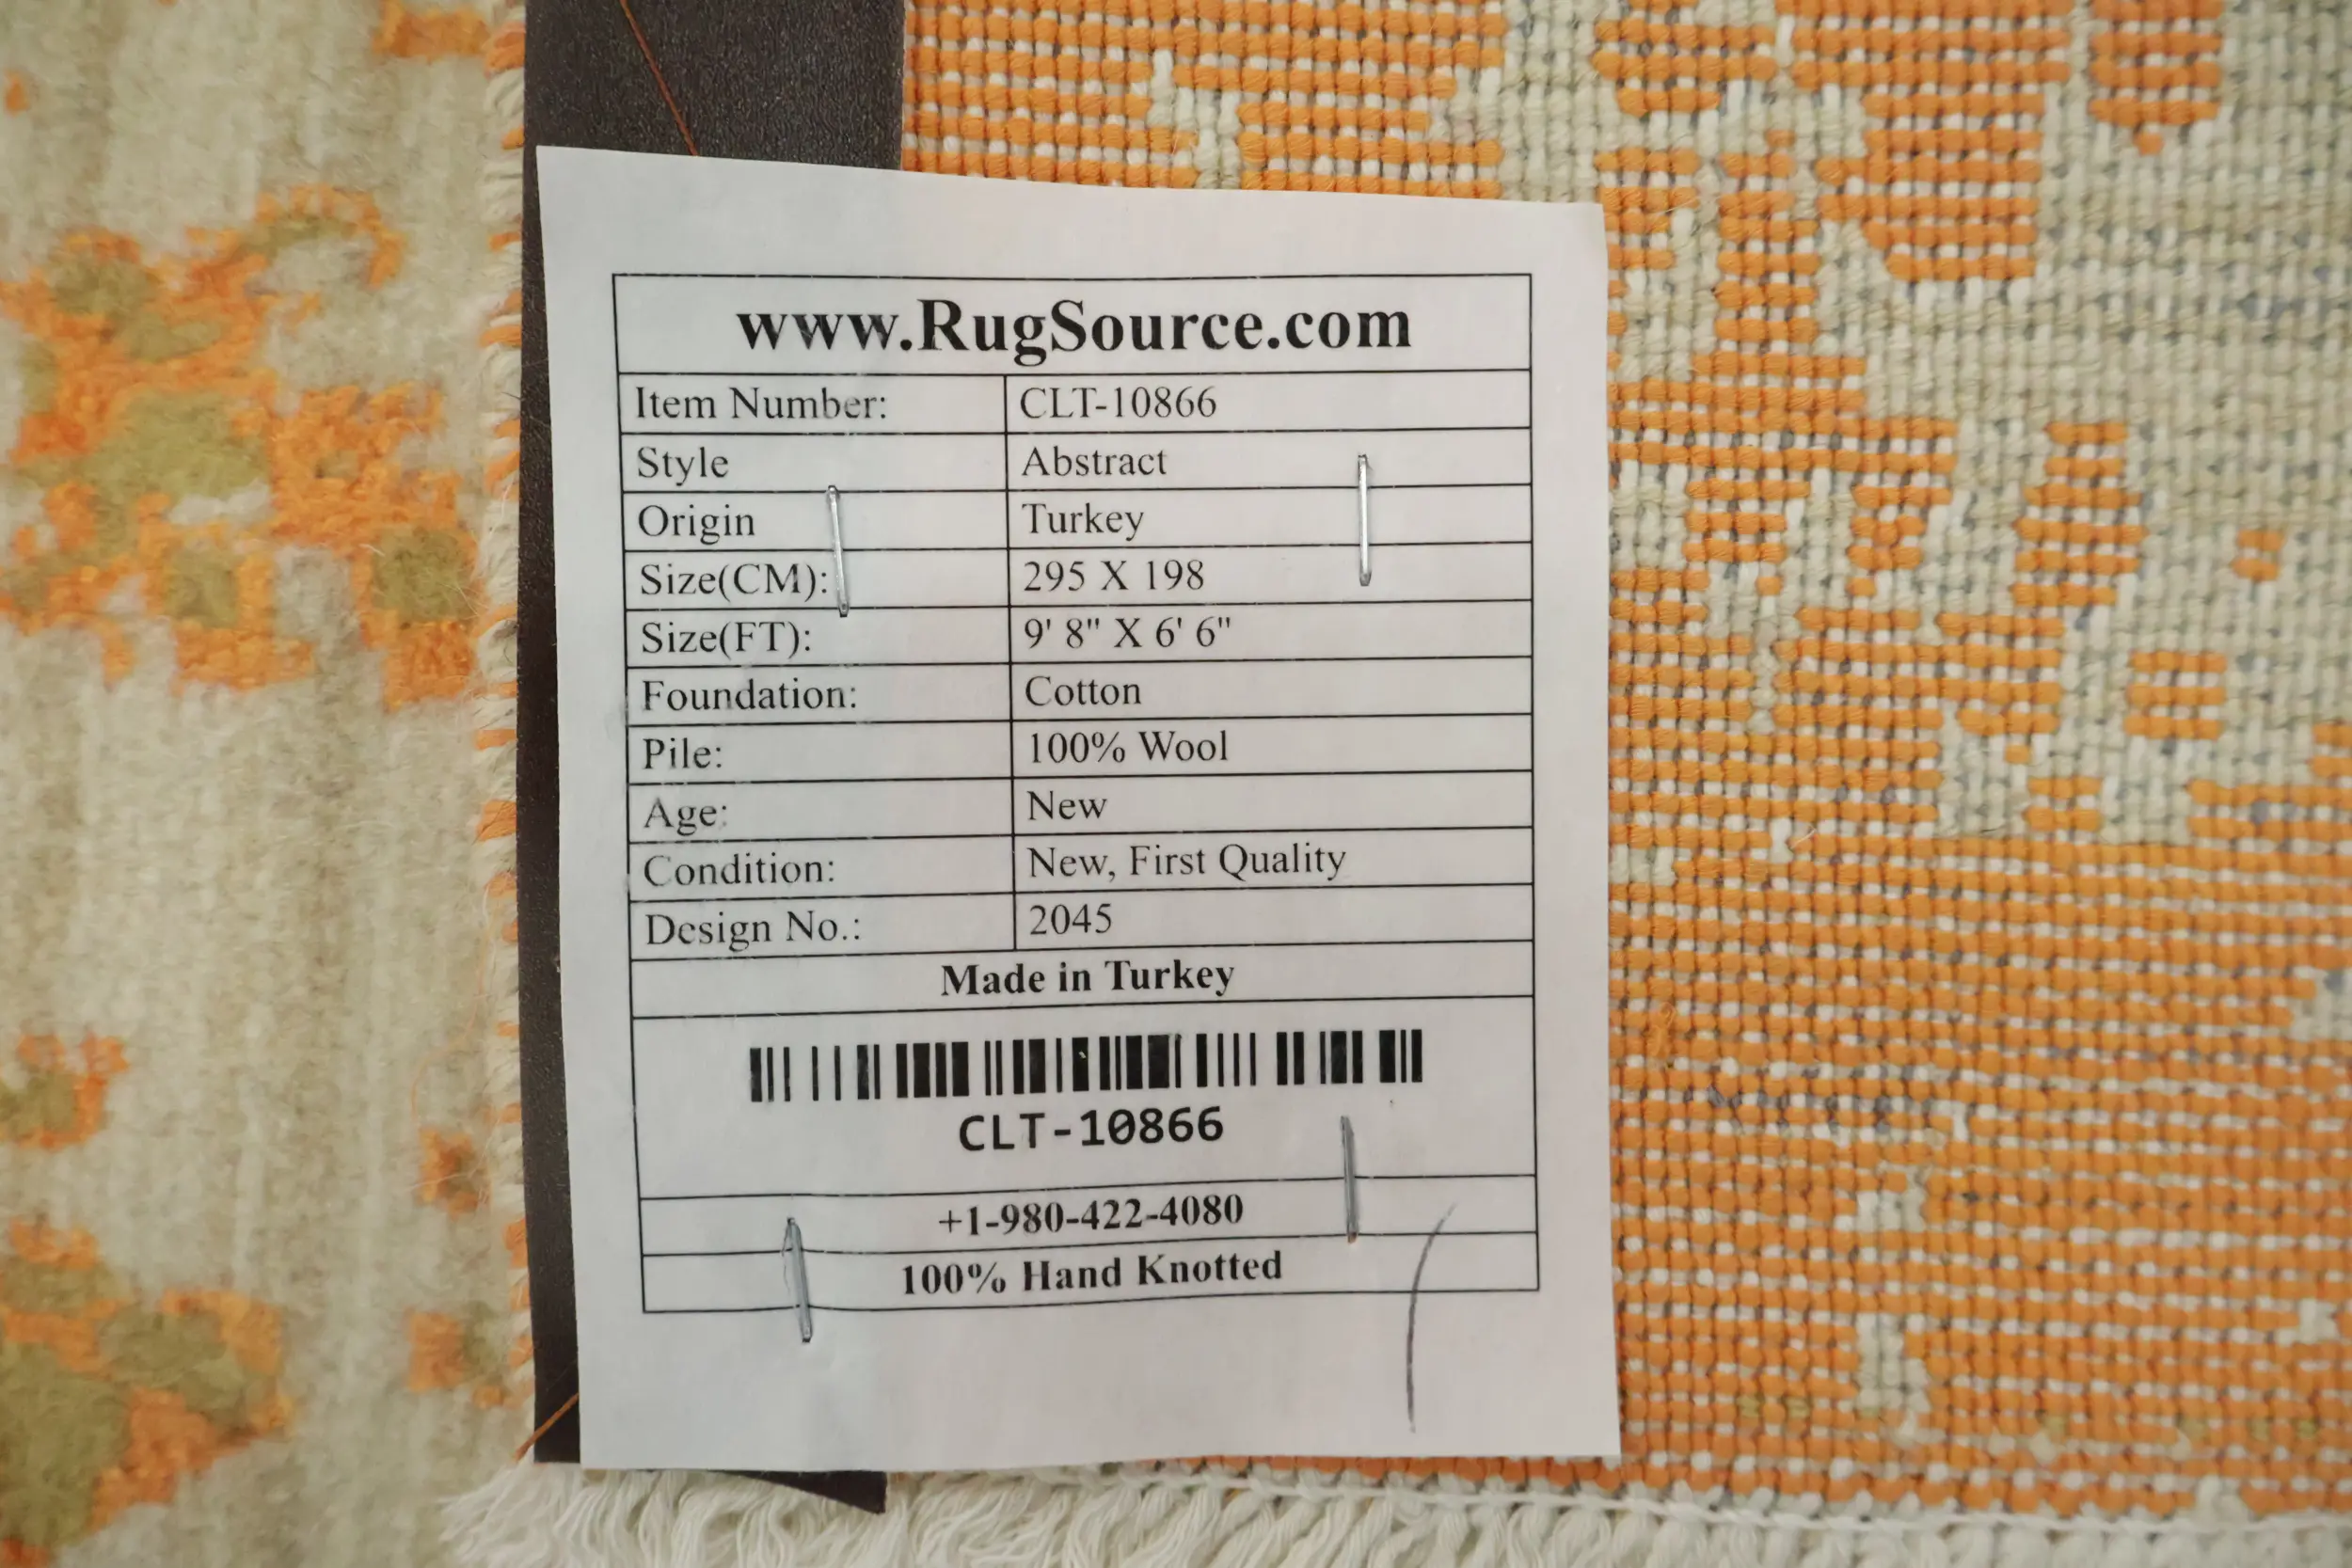 www.RugSource.com
Item Number: CLT-10866
Style Abstract
Origin Turkey
Size(CM): 295 X 198
Size(FT): 9' 8" X 6' 6"
Foundation: Cotton
Pile: 100% Wool
Age: New
Condition: New, First Quality
Design No.: 2045
Made in Turkey
CLT-10866
+1-980-422-4080
100% Hand Knotted